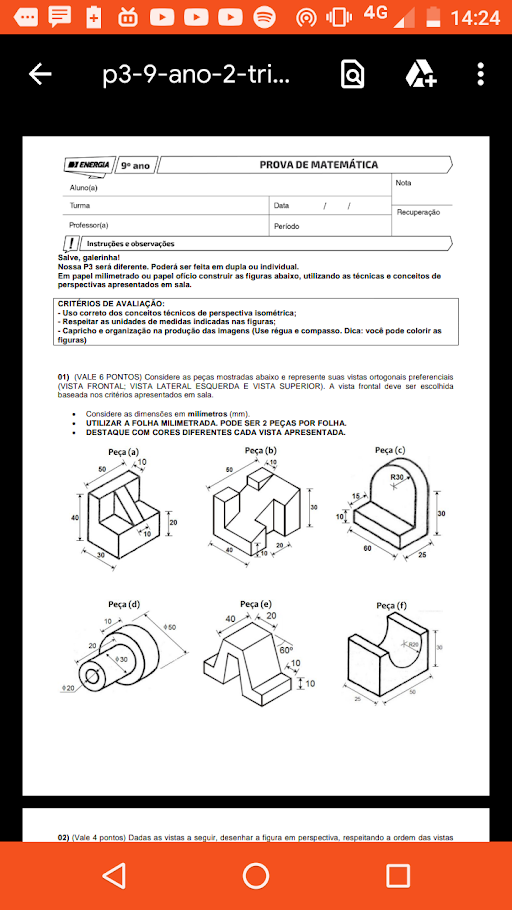 4G 14:24
p3-9-ano-2-tri...
ENERGIA 9º ano PROVA DE MATEMÁTICA
Aluno(a)
Nota
Turma
Data / /
Recuperação
Professor(a)
Período
! Instruções e observações
Salve, galerinha!
Nossa P3 será diferente. Poderá ser feita em dupla ou individual.
Em papel milimetrado ou papel ofício construir as figuras abaixo, utilizando as técnicas e conceitos de
perspectivas apresentados em sala.
CRITÉRIOS DE AVALIAÇÃO:
- Uso correto dos conceitos técnicos de perspectiva isométrica;
- Respeitar as unidades de medidas indicadas nas figuras;
- Capricho e organização na produção das imagens (Use régua e compasso. Dica: você pode colorir as
figuras)
01) (VALE 6 PONTOS) Considere as peças mostradas abaixo e represente suas vistas ortogonais preferenciais
(VISTA FRONTAL; VISTA LATERAL ESQUERDA E VISTA SUPERIOR). A vista frontal deve ser escolhida
baseada nos critérios apresentados em sala.
• Considere as dimensões em milímetros (mm).
• UTILIZAR A FOLHA MILIMETRADA. PODE SER 2 PEÇAS POR FOLHA.
• DESTAQUE COM CORES DIFERENTES CADA VISTA APRESENTADA.
Peça (a)
50 10
40
20
10
30
Peça (b)
50 10
30
20
40 10
Peça (c)
R30
15
10
30
60 25
Peça (d)
10 ϕ50
20
ϕ30
ϕ20
Peça (e)
40 20
60º
10
10
Peça (f)
R20
30
25 50
02) (Vale 4 pontos) Dadas as vistas a seguir, desenhar a figura em perspectiva, respeitando a ordem das vistas